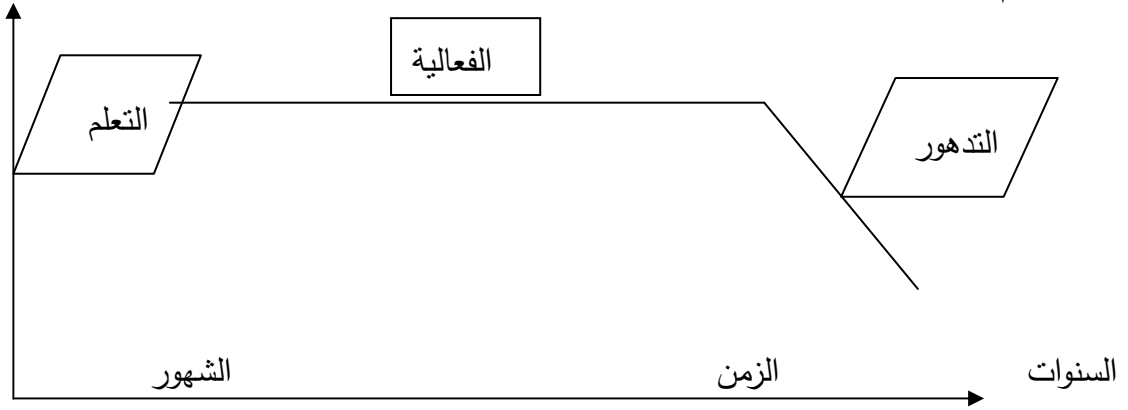 الفعالية
التعلم
التدهور
الشهور
الزمن
السنوات